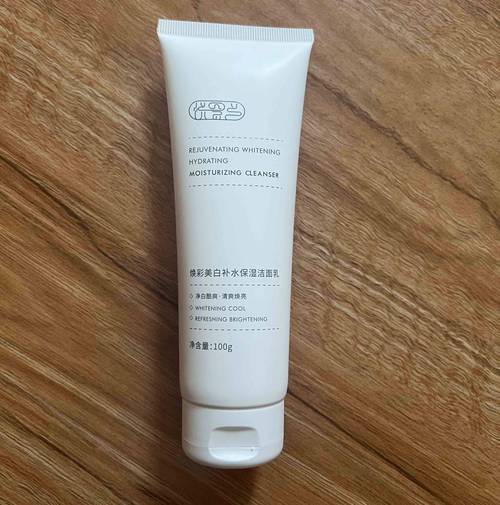 REJUVENATING WHITENING
HYDRATING
MOISTURIZING CLEANSER
焕彩美白补水保湿洁面乳
净白酷爽·清爽焕亮
WHITENING COOL
REFRESHING BRIGHTENING
净含量:100g